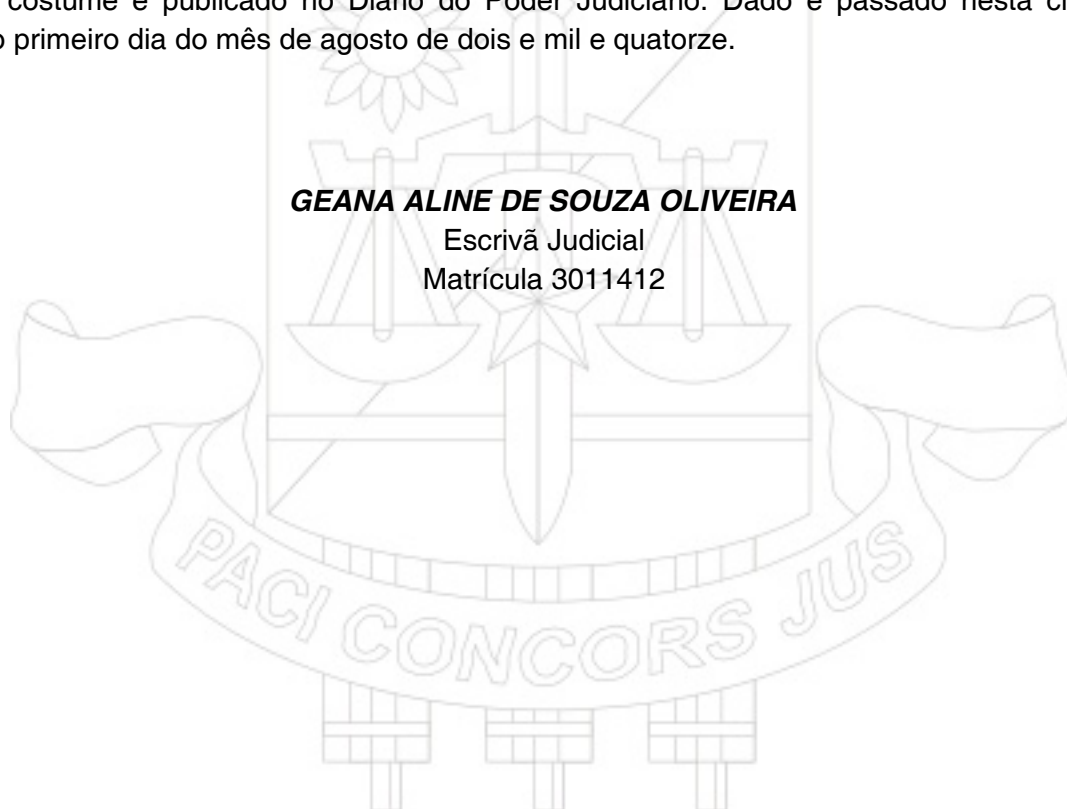 costume e publicado no Diário do Poder Judiciário. Dado e passado nesta
primeiro dia do mês de agosto de dois e mil e quatorze.
GEANA ALINE DE SOUZA OLIVEIRA
Escrivã Judicial
Matrícula 3011412
PACI CONCORS JUS